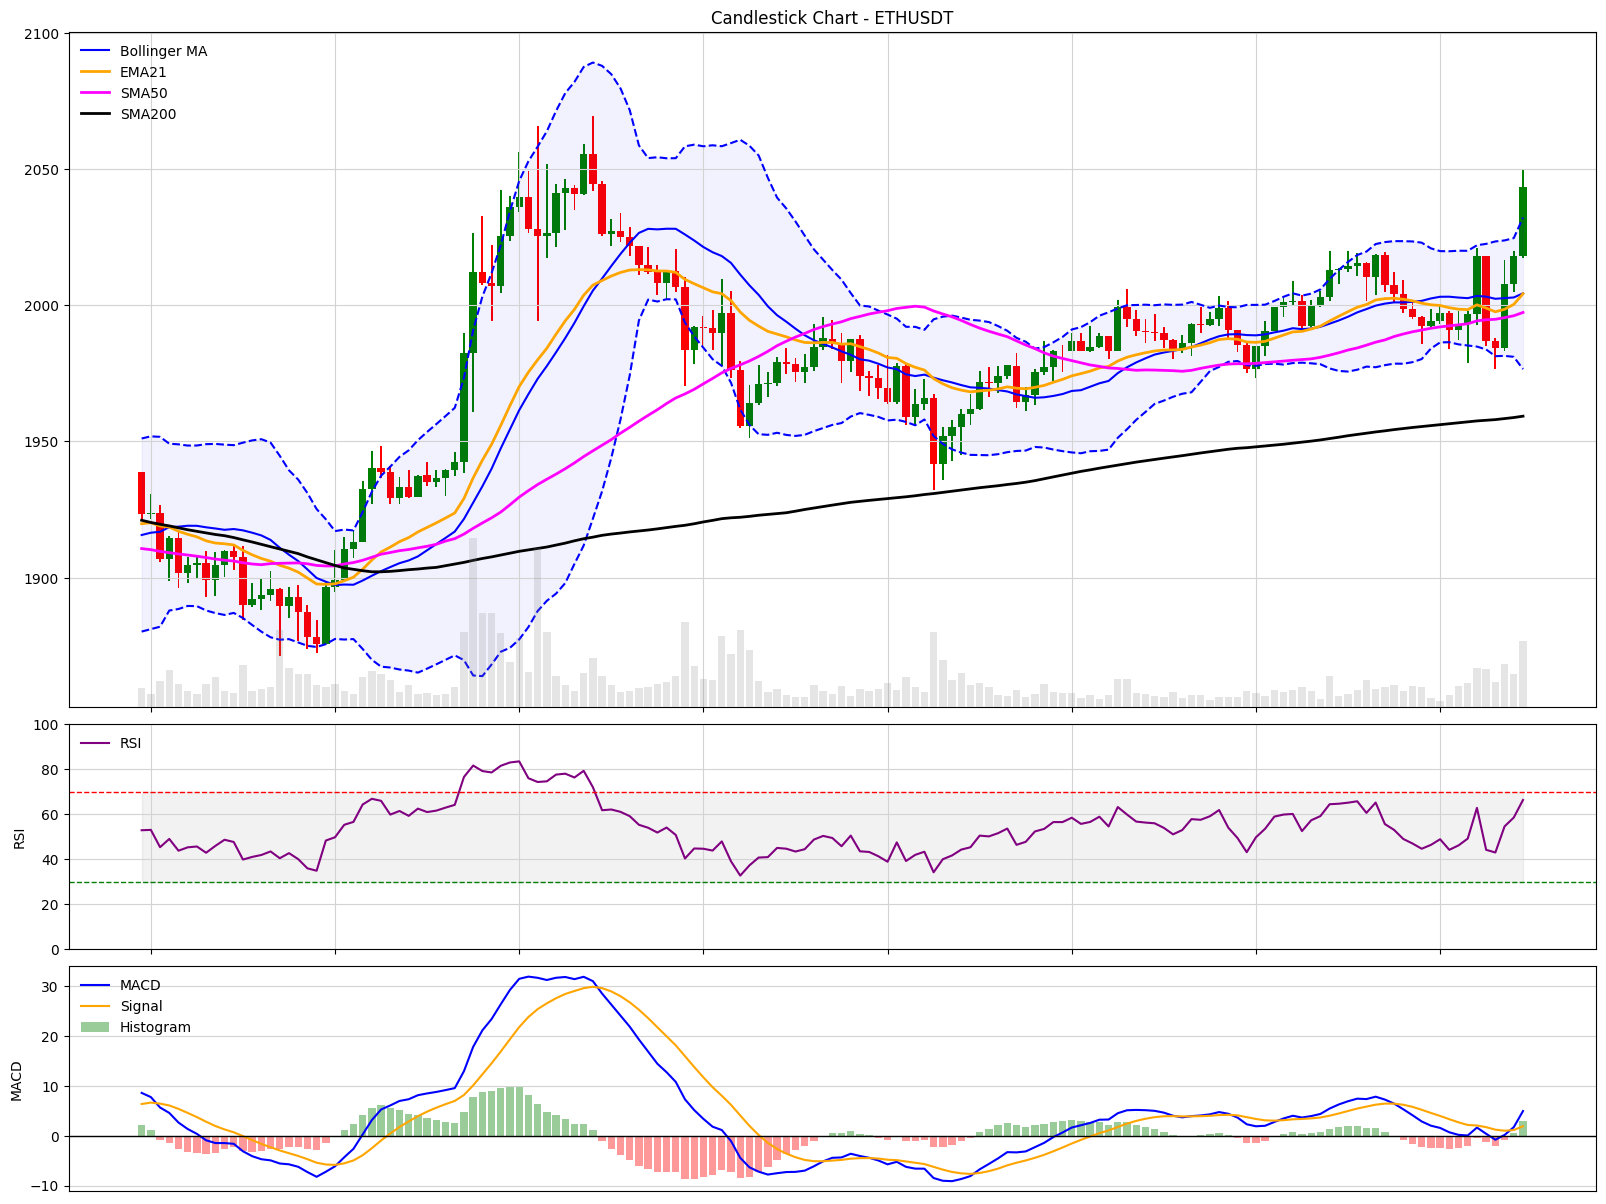 Candlestick Chart - ETHUSDT
Bollinger MA
EMA21
SMA50
SMA200
2100
2050
2000
1950
1900
RSI
RSI
100
80
60
40
20
0
MACD
Signal
Histogram
MACD
30
20
10
0
−10